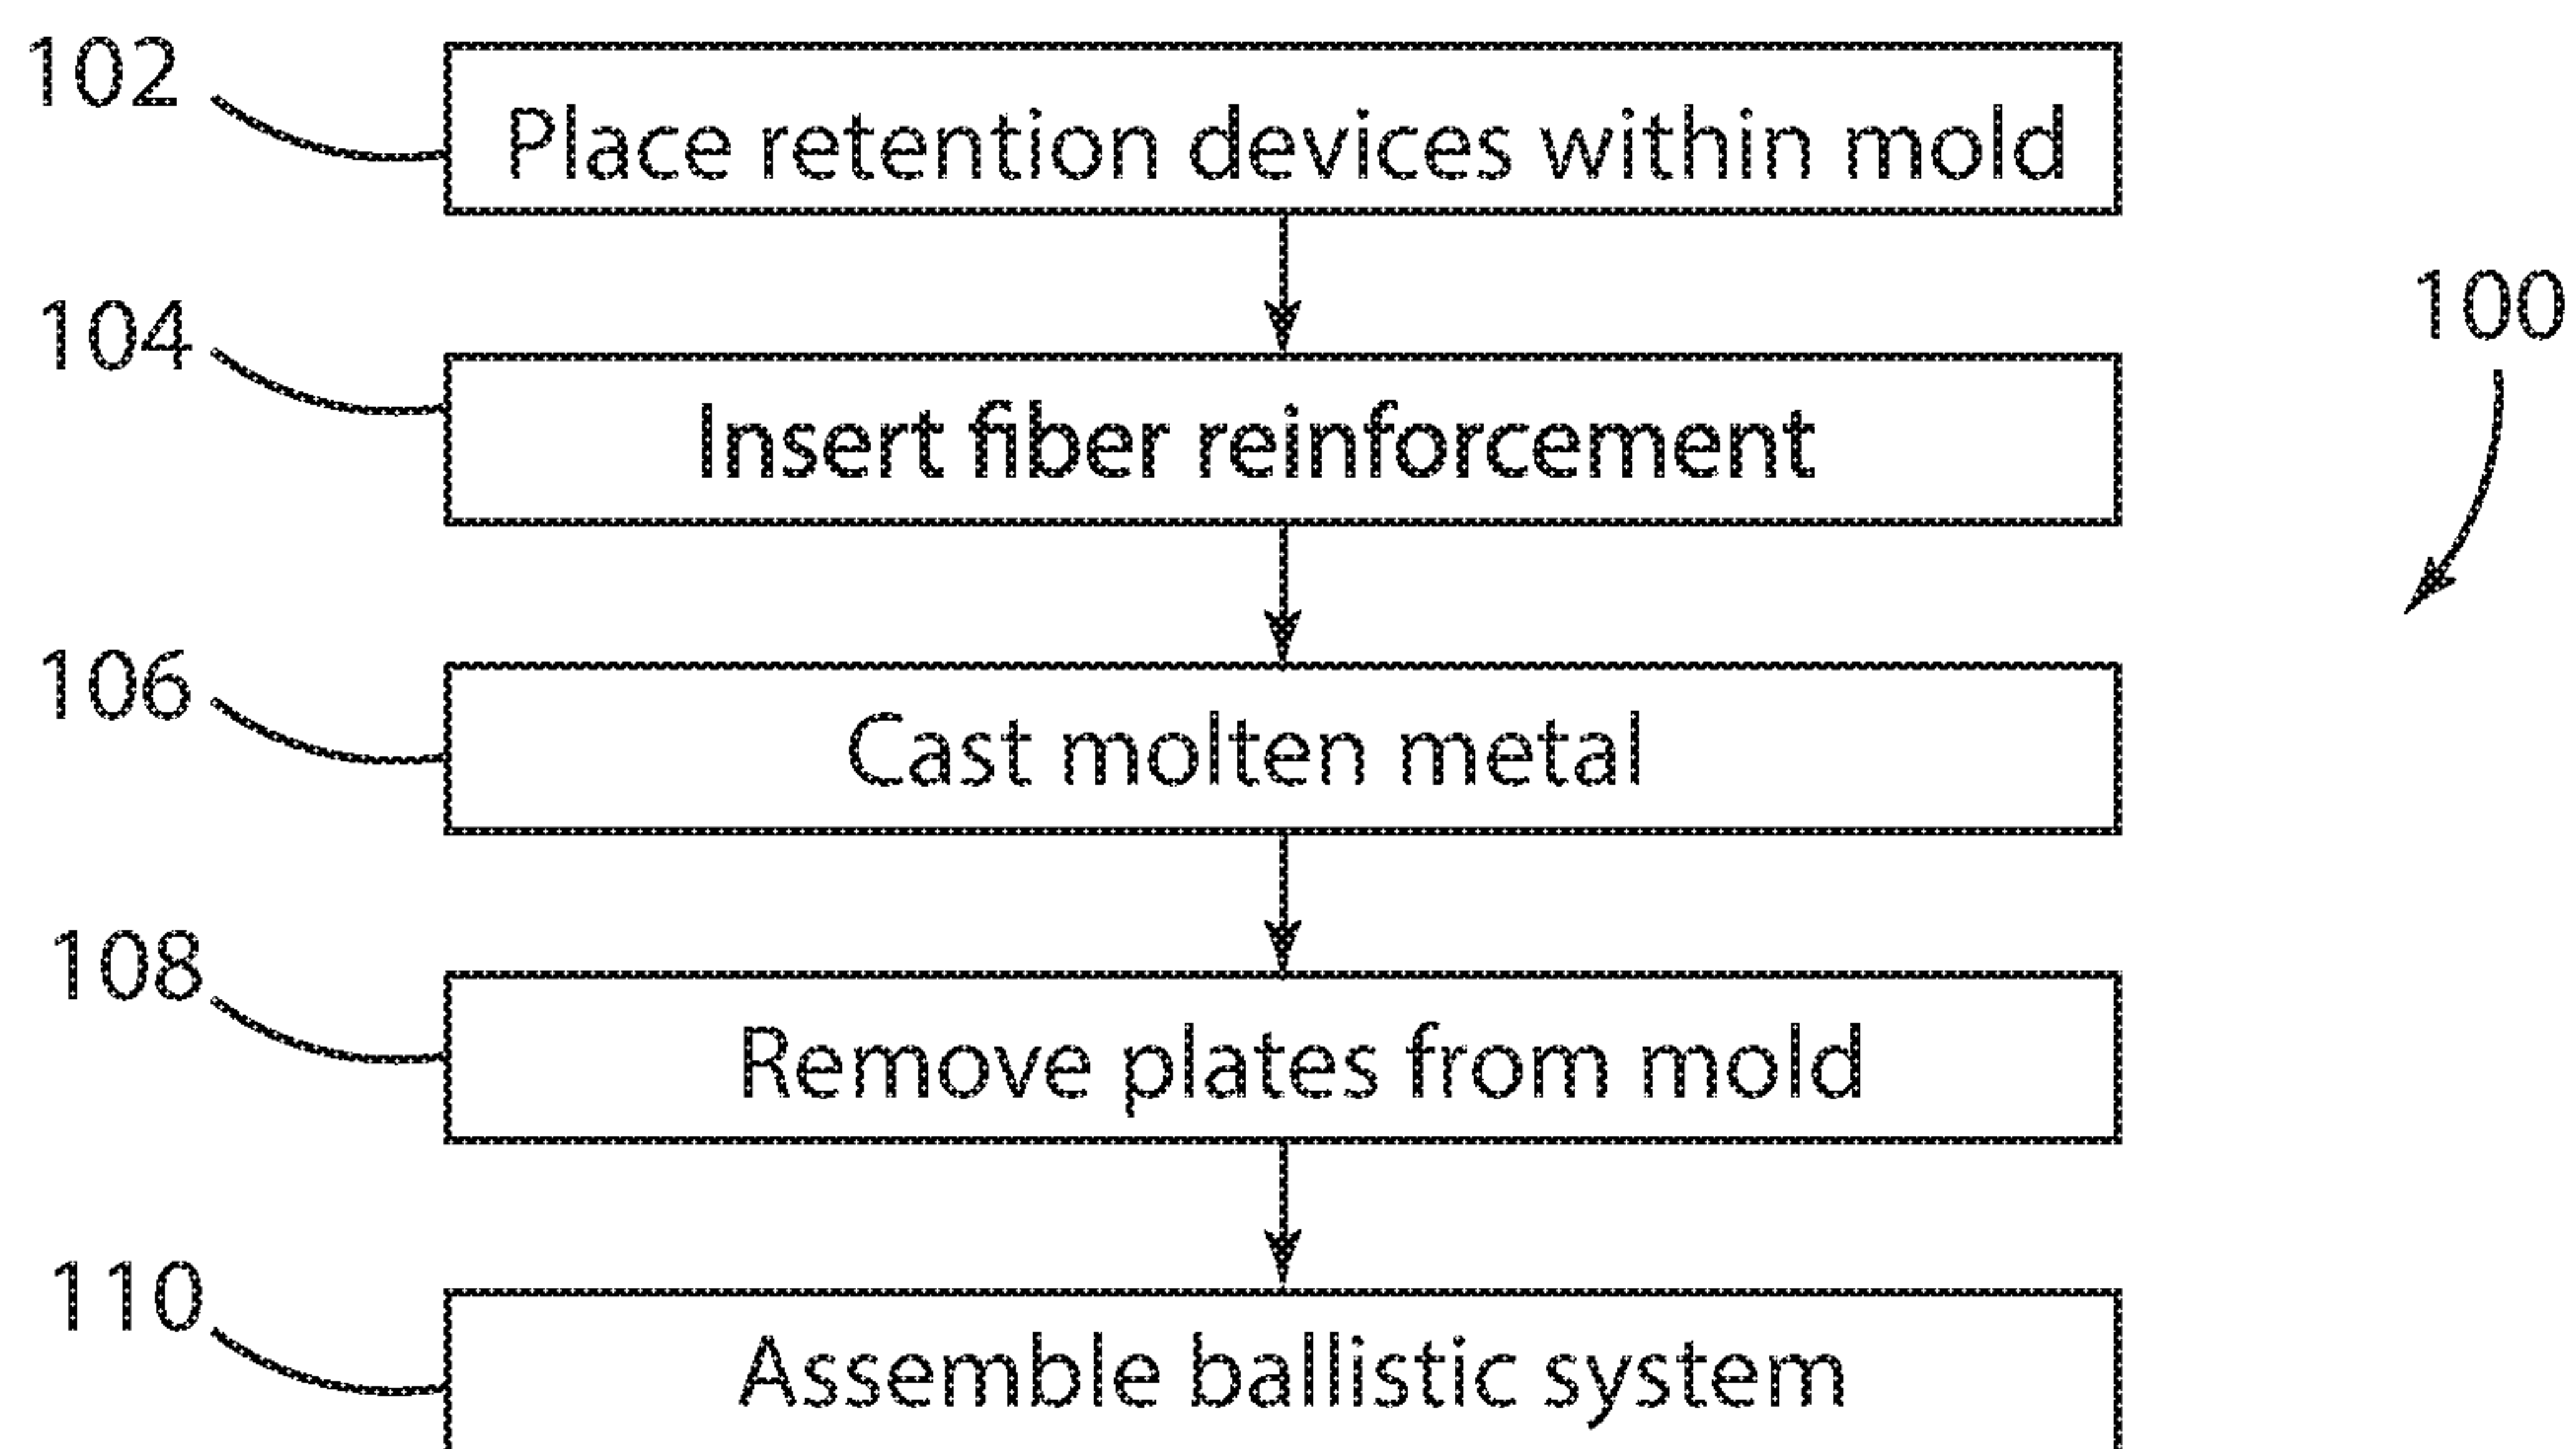 102
Place retention devices within mold
100
104
Insert fiber reinforcement
106
Cast molten metal
108
Remove plates from mold
110
Assemble ballistic system